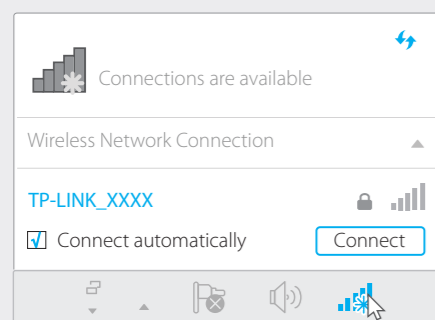 Connections are available
Wireless Network Connection
TP-LINK_XXXX
Connect automatically
Connect